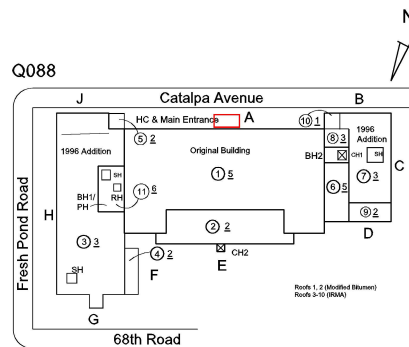 N
Q088
J
Catalpa Avenue
B
HC & Main Entrance
A
10 1
5 2
1996 Addition
8 3
1996 Addition
Original Building
BH2
CH1
SH
C
SH
1 5
BH1/
PH
RH
11 6
6 5
7 3
H
Fresh Pond Road
9 2
2 2
D
3 3
4 2
F
E
CH2
SH
G
Roofs 1, 2 (Modified Bitumen)
Roofs 3-10 (IRMA)
68th Road